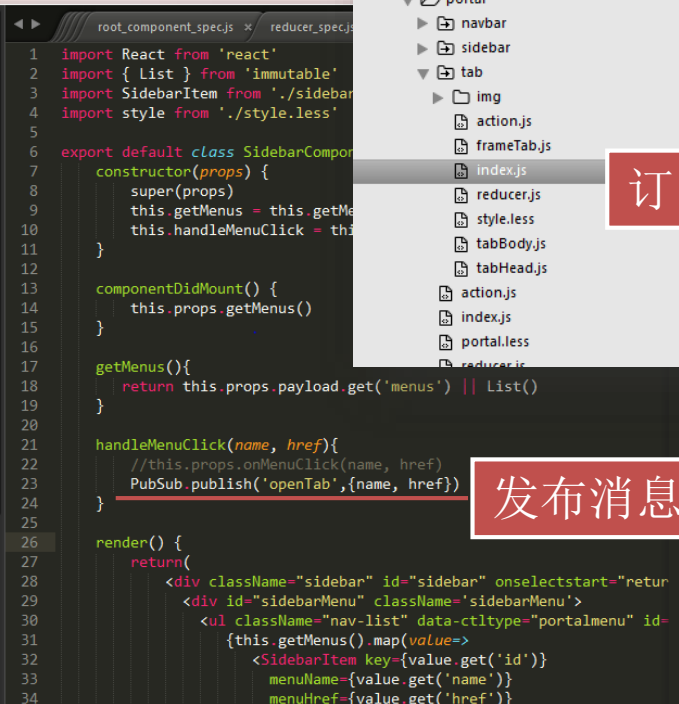 root_component_spec.js × reducer_spec.js
1 import React from 'react'
2 import { List } from 'immutable'
3 import SidebarItem from './sidebar
4 import style from './style.less'
5
6 export default class SidebarCompon
7 constructor(props) {
8 super(props)
9 this.getMenus = this.getMe
10 this.handleMenuClick = thi
11 }
12
13 componentDidMount() {
14 this.props.getMenus()
15 }
16
17 getMenus(){
18 return this.props.payload.get('menus') || List()
19 }
20
21 handleMenuClick(name, href){
22 //this.props.onMenuClick(name, href)
23 PubSub.publish('openTab',{name, href})
24 }
25
26 render() {
27 return(
28 <div className="sidebar" id="sidebar" onselectstart="retur
29 <div id="sidebarMenu" className='sidebarMenu'>
30 <ul className="nav-list" data-ctltype="portalmenu" id=
31 {this.getMenus().map(value=>
32 <SidebarItem key={value.get('id')}
33 menuName={value.get('name')}
34 menuHref={value.get('href')}
portal
navbar
sidebar
tab
img
action.js
frameTab.js
index.js
reducer.js
style.less
tabBody.js
tabHead.js
action.js
index.js
portal.less
reducer.js
订
发布消息